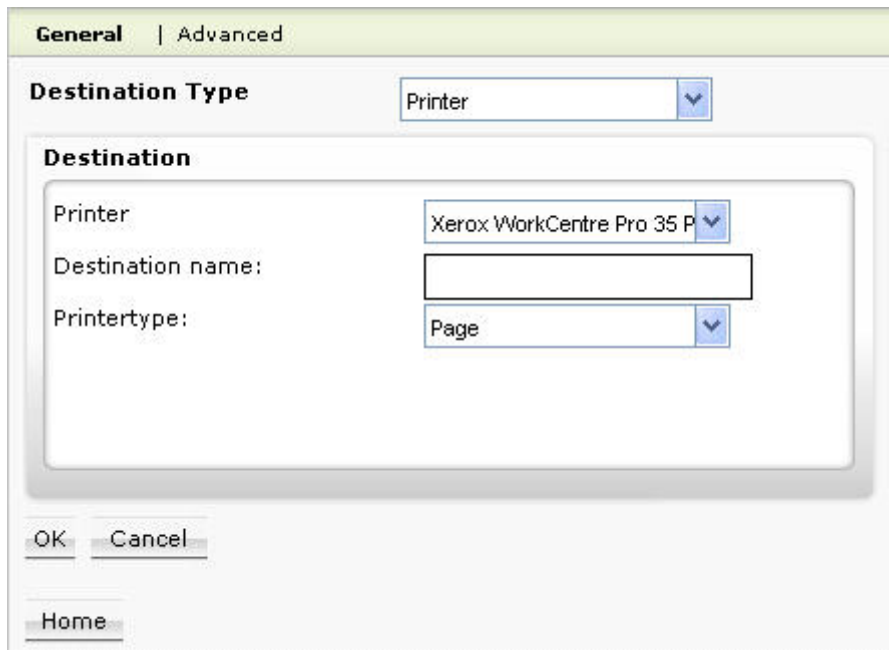 General | Advanced
Destination Type Printer
Destination
Printer Xerox WorkCentre Pro 35 P
Destination name:
Printertype: Page
OK Cancel
Home